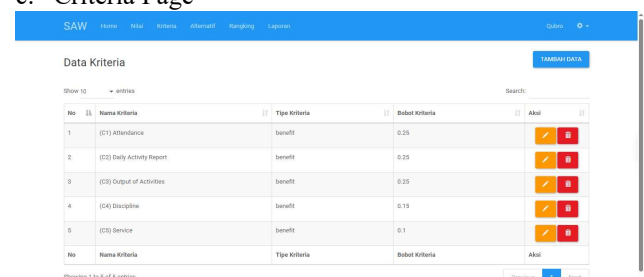 c. Criteria Page
SAW Home Nilai Kriteria Alternatif Rangking Laporan Qubro
Data Kriteria TAMBAH DATA
Show 10 entries Search:
No Nama Kriteria Tipe Kriteria Bobot Kriteria Aksi
1 (C1) Attendance benefit 0.25
2 (C2) Daily Activity Report benefit 0.25
3 (C3) Output of Activities benefit 0.25
4 (C4) Discipline benefit 0.15
5 (C5) Service benefit 0.1
No Nama Kriteria Tipe Kriteria Bobot Kriteria Aksi
Showing 1 to 5 of 5 entries Previous 1 Next